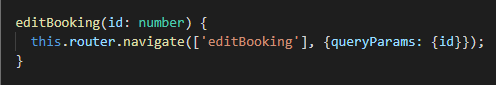 editBooking(id: number) {
this.router.navigate(['editBooking'], {queryParams: {id}});
}